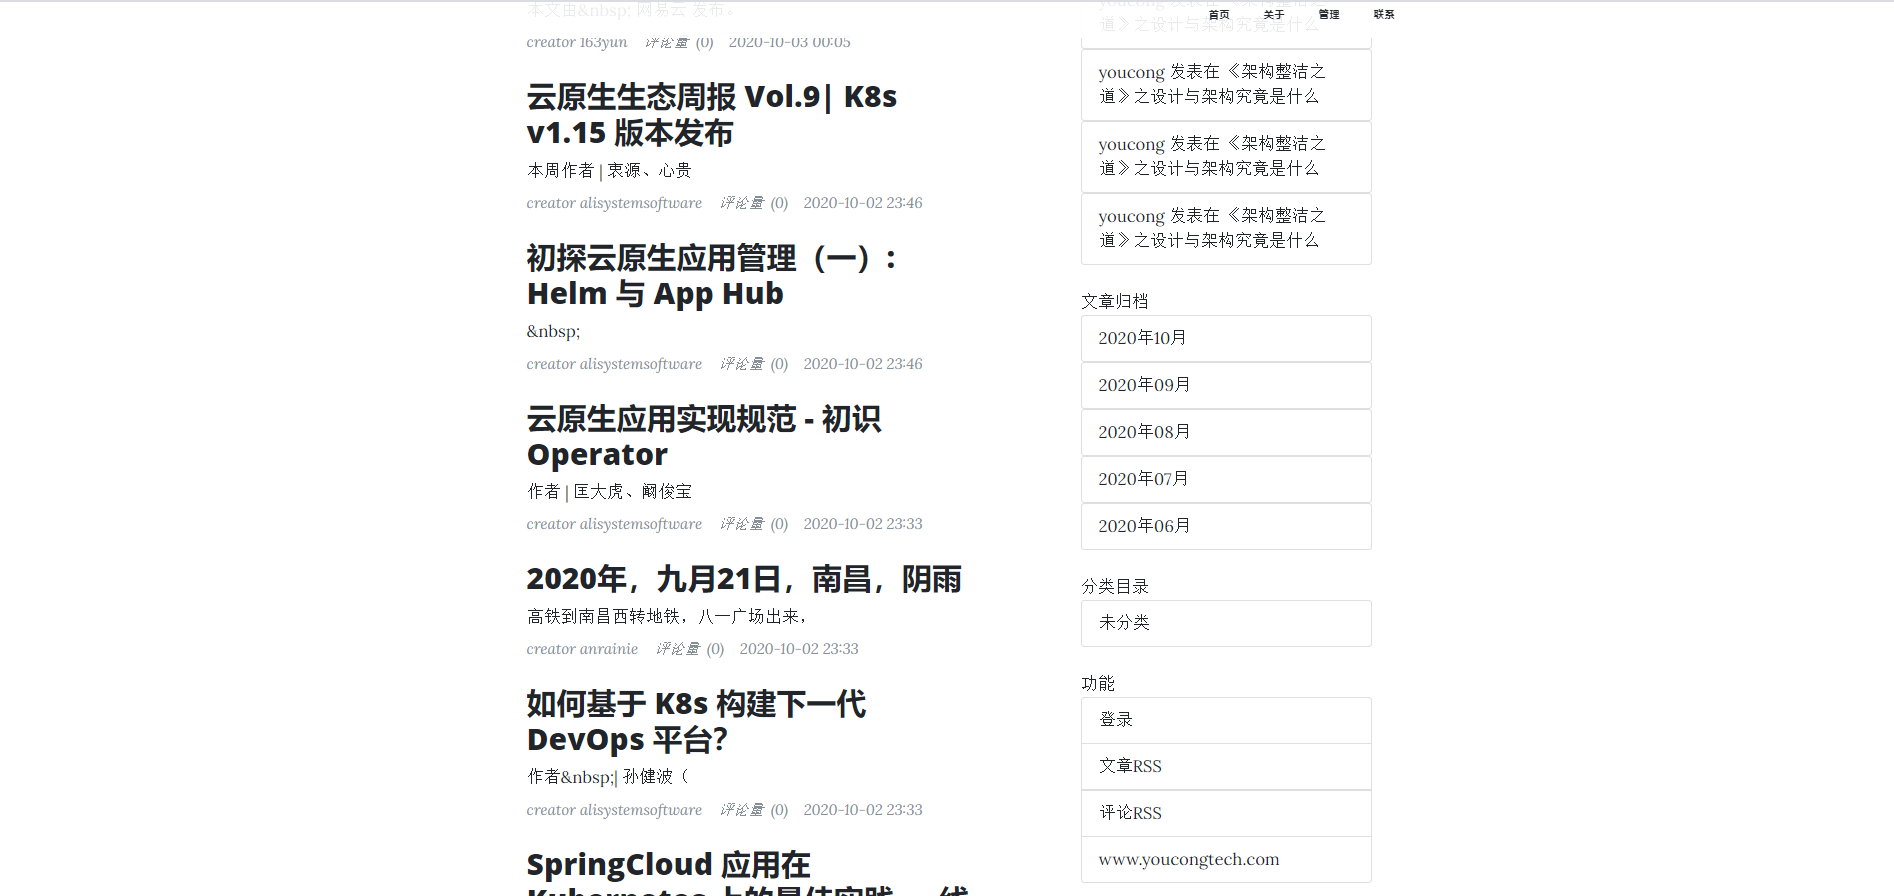 首页 关于 管理 联系
本文由&nbsp; 网易云 发布。
creator 163yun 评论量 (0) 2020-10-03 00:05
云原生生态周报 Vol.9| K8s
v1.15 版本发布
本周作者 | 衷源、心贵
creator alisystemsoftware 评论量 (0) 2020-10-02 23:46
初探云原生应用管理（一）:
Helm 与 App Hub
&nbsp;
creator alisystemsoftware 评论量 (0) 2020-10-02 23:46
云原生应用实现规范 - 初识
Operator
作者 | 匡大虎、阚俊宝
creator alisystemsoftware 评论量 (0) 2020-10-02 23:33
2020年，九月21日，南昌，阴雨
高铁到南昌西转地铁，八一广场出来，
creator anrainie 评论量 (0) 2020-10-02 23:33
如何基于 K8s 构建下一代
DevOps 平台？
作者&nbsp;| 孙健波（
creator alisystemsoftware 评论量 (0) 2020-10-02 23:33
SpringCloud 应用在
Kubernetes 上的最佳实践 — 线
youcong 发表在 《架构整洁之
道》之设计与架构究竟是什么
youcong 发表在 《架构整洁之
道》之设计与架构究竟是什么
youcong 发表在 《架构整洁之
道》之设计与架构究竟是什么
youcong 发表在 《架构整洁之
道》之设计与架构究竟是什么
文章归档
2020年10月
2020年09月
2020年08月
2020年07月
2020年06月
分类目录
未分类
功能
登录
文章RSS
评论RSS
www.youcongtech.com